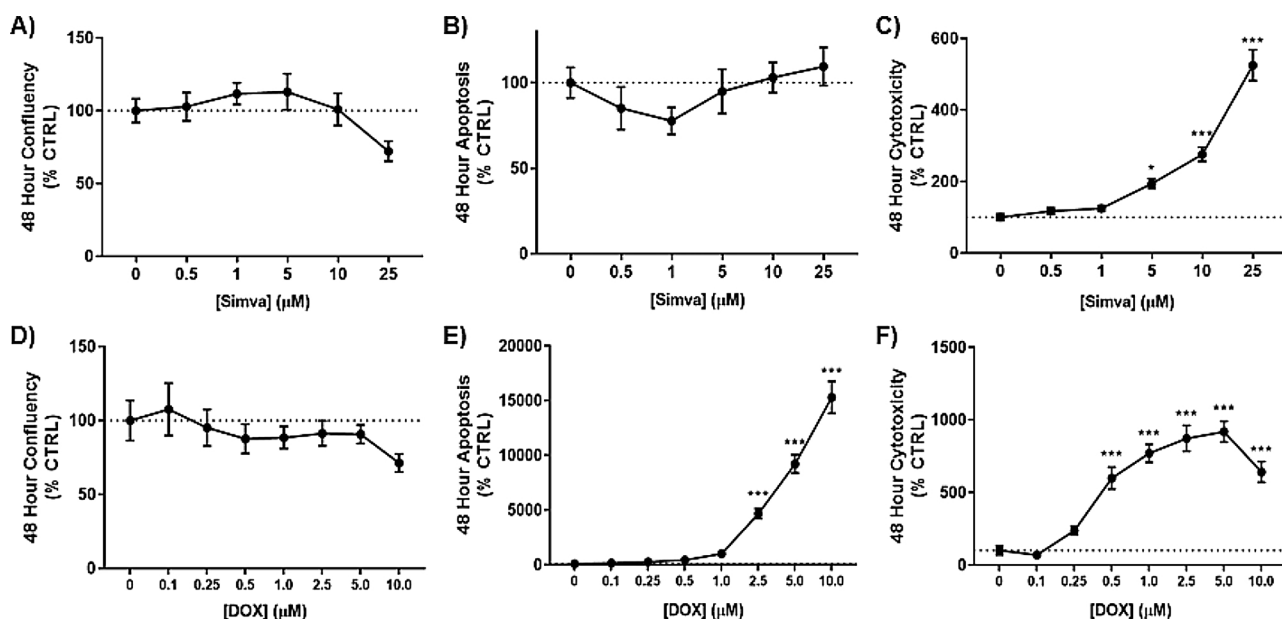 A)
48 Hour Confluency
(% CTRL)
150
100
50
0
0 0.5 1 5 10 25
[Simva] (μM)
B)
48 Hour Apoptosis
(% CTRL)
100
50
0
0 0.5 1 5 10 25
[Simva] (μM)
C)
48 Hour Cytotoxicity
(% CTRL)
600
400
200
0
* *** ***
0 0.5 1 5 10 25
[Simva] (μM)
D)
48 Hour Confluency
(% CTRL)
150
100
50
0
0 0.1 0.25 0.5 1.0 2.5 5.0 10.0
[DOX] (μM)
E)
48 Hour Apoptosis
(% CTRL)
20000
15000
10000
5000
0
*** *** ***
0 0.1 0.25 0.5 1.0 2.5 5.0 10.0
[DOX] (μM)
F)
48 Hour Cytotoxicity
(% CTRL)
1500
1000
500
0
*** *** *** *** ***
0 0.1 0.25 0.5 1.0 2.5 5.0 10.0
[DOX] (μM)